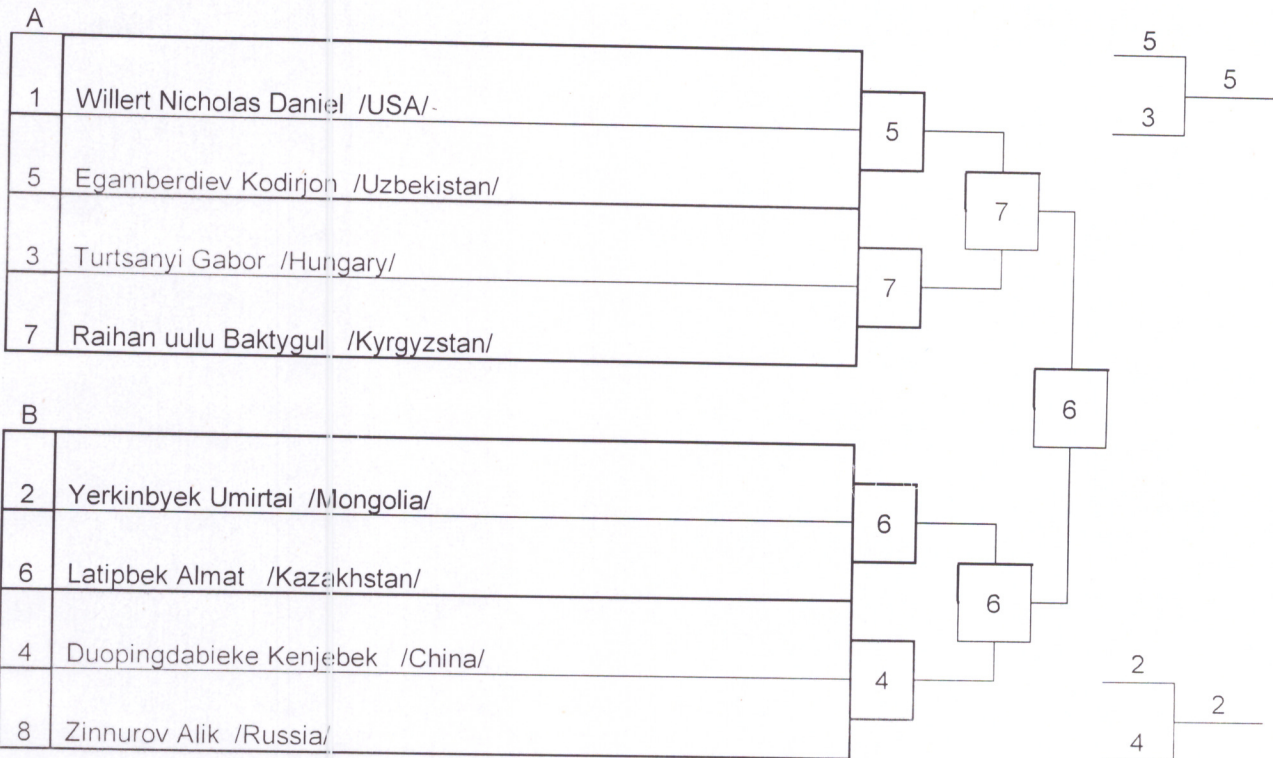 A
1 Willert Nicholas Daniel /USA/-
5 Egamberdiev Kodirjon /Uzbekistan/
3 Turtsanyi Gabor /Hungary/
7 Raihan uulu Baktygul /Kyrgyzstan/
5
7
7
6
5
3
5
B
2 Yerkinbyek Umirtai /Mongolia/
6 Latipbek Almat /Kazakhstan/
4 Duopingdabieke Kenjebek /China/
8 Zinnurov Alik /Russia/
6
4
6
2
4
2